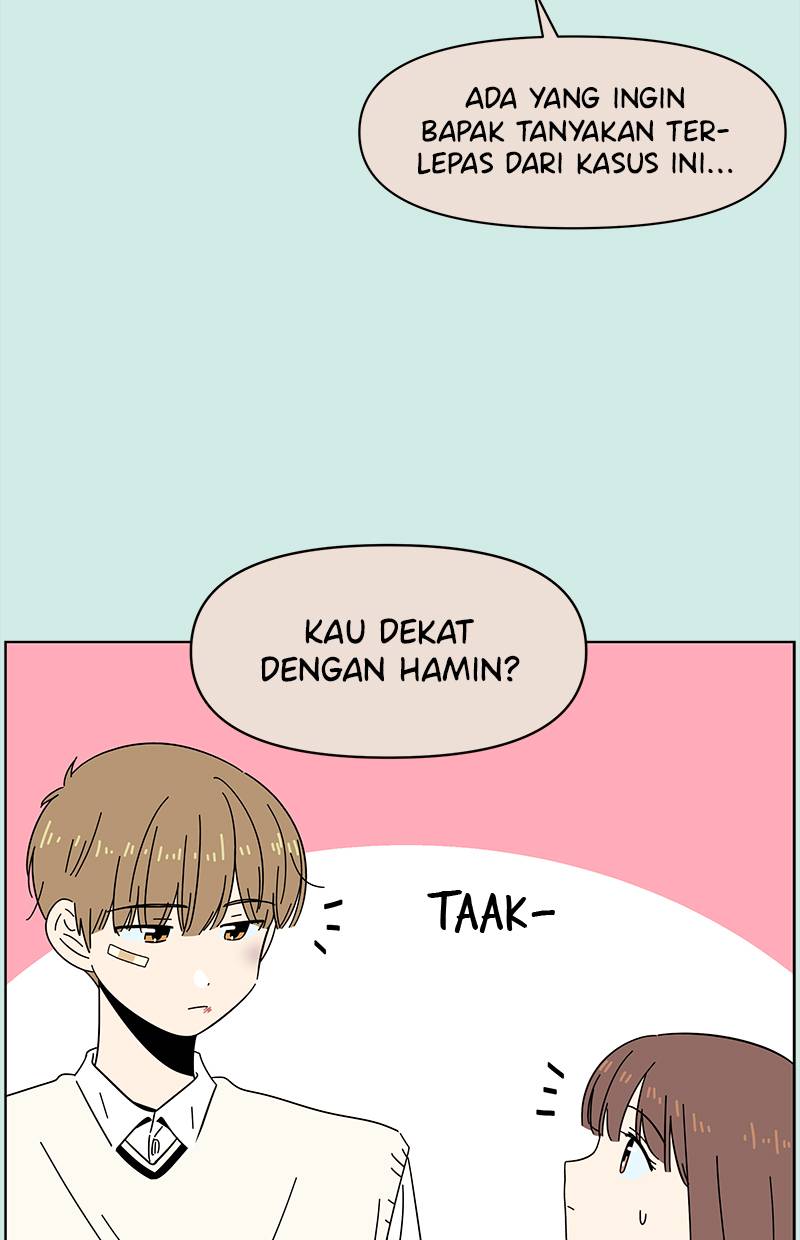 ADA YANG INGIN
BAPAK TANYAKAN TER-
LEPAS DARI KASUS INI...
KAU DEKAT
DENGAN HAMIN?
TAAK-